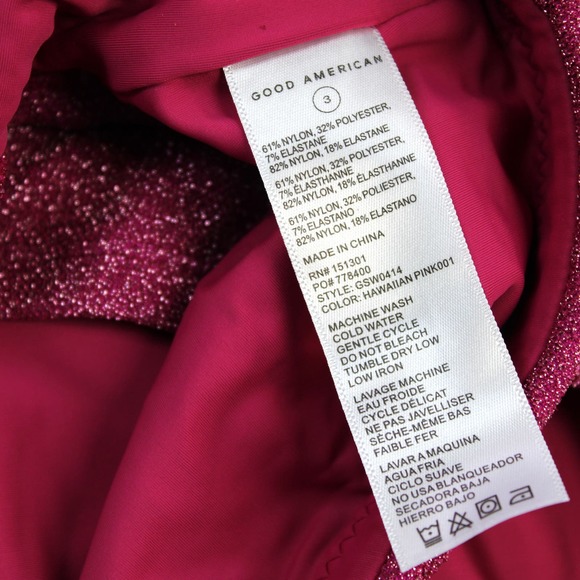 GOOD AMERICAN
3
61% NYLON, 32% POLYESTER,
7% ELASTANE
82% NYLON, 18% ELASTANE
61% NYLON, 32% POLYESTER,
7% ÉLASTHANNE
82% NYLON, 18% ÉLASTHANNE
61% NYLON, 32% POLIESTER,
7% ELASTANO
82% NYLON, 18% ELASTANO
MADE IN CHINA
RN# 151301
PO# 778400
STYLE: GSW0414
COLOR: HAWAIIAN PINK001
MACHINE WASH
COLD WATER
GENTLE CYCLE
DO NOT BLEACH
TUMBLE DRY LOW
LOW IRON
LAVAGE MACHINE
EAU FROIDE
CYCLE DÉLICAT
NE PAS JAVELLISER
SÈCHE-MÊME BAS
FAIBLE FER
LAVAR A MAQUINA
AGUA FRIA
CICLO SUAVE
NO USA BLANQUEADOR
SECADORA BAJO
HIERRO BAJO